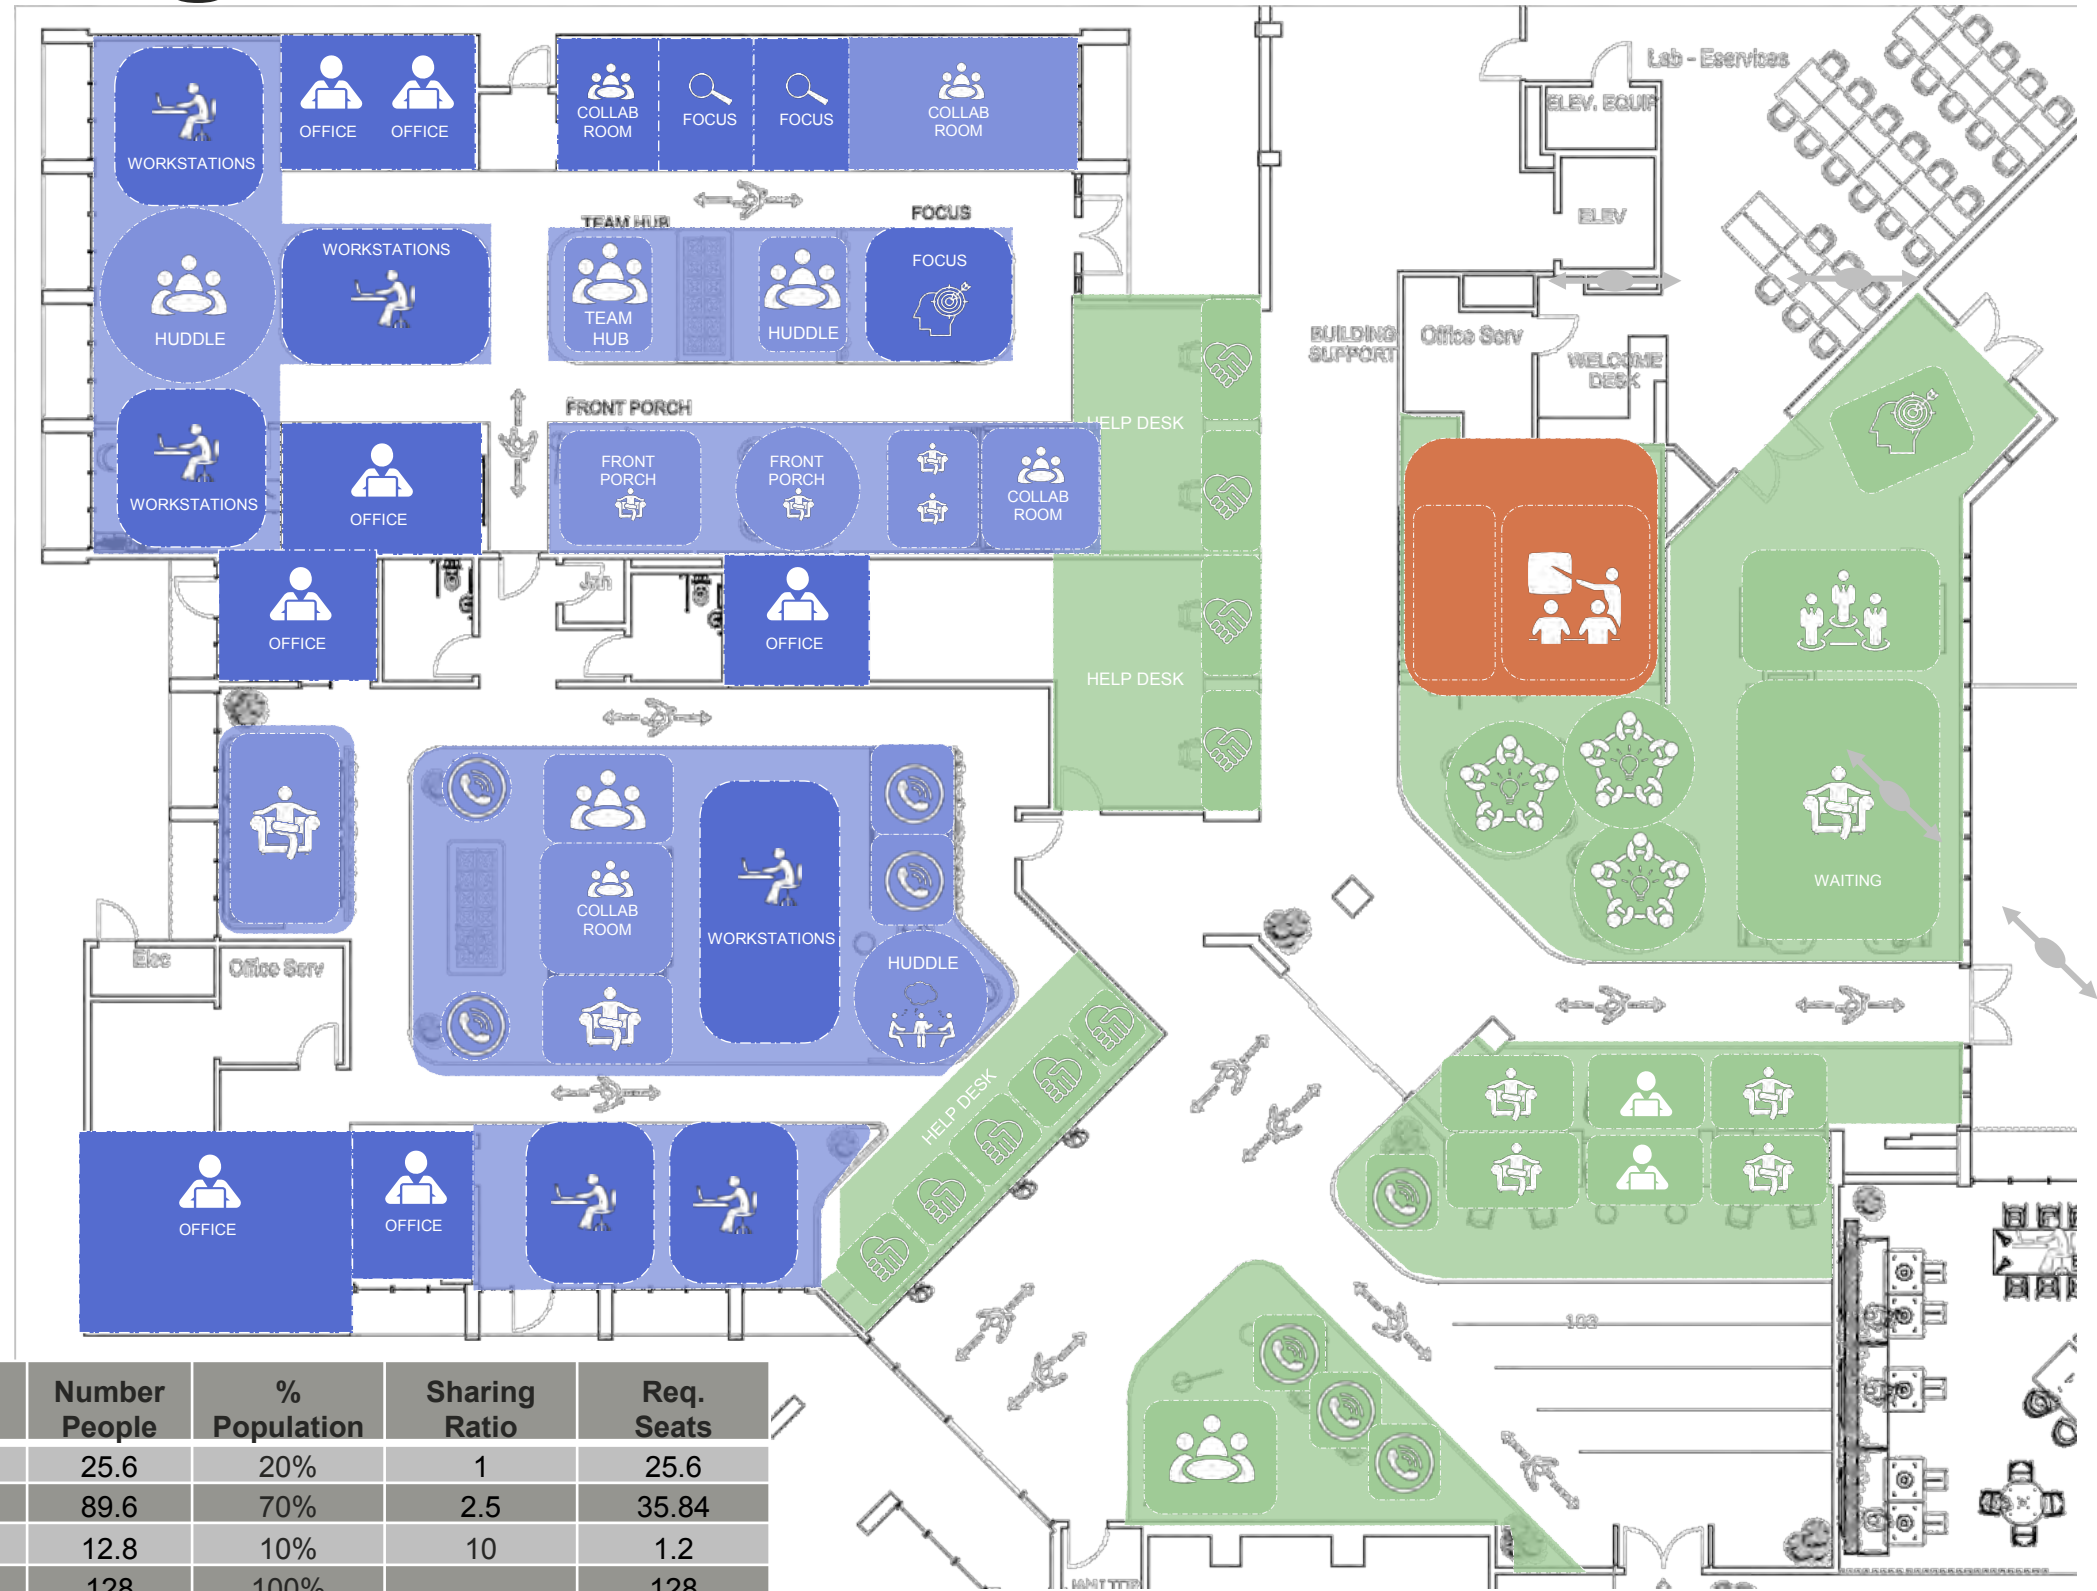 Lab - Eservices
ELEV. EQUIP
ELEV
OFFICE
OFFICE
COLLAB
ROOM
FOCUS
FOCUS
COLLAB
ROOM
WORKSTATIONS
TEAM HUB
FOCUS
WORKSTATIONS
FOCUS
HUDDLE
TEAM
HUB
HUDDLE
BUILDING
SUPPORT
Office Serv
WELCOME
DESK
FRONT PORCH
HELP DESK
FRONT
PORCH
FRONT
PORCH
COLLAB
ROOM
WORKSTATIONS
OFFICE
Jan
OFFICE
OFFICE
HELP DESK
WAITING
COLLAB
ROOM
WORKSTATIONS
HUDDLE
Elec
Office Serv
HELP DESK
OFFICE
OFFICE
103
Number
People
%
Population
Sharing
Ratio
Req.
Seats
25.6 20% 1 25.6
89.6 70% 2.5 35.84
12.8 10% 10 1.2
128 100% 128